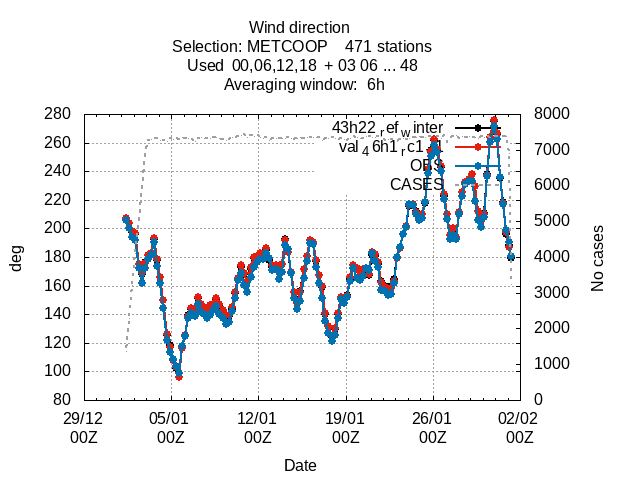 Wind direction
Selection: METCOOP    471 stations
Used  00,06,12,18  + 03 06 ... 48
Averaging window:  6h
280
260
240
220
200
180
160
140
120
100
80
8000
7000
6000
5000
4000
3000
2000
1000
0
43h22ref winter
val46h1rc1
OBS
CASES
deg
No cases
29/12 05/01 12/01 19/01 26/01 02/02
00Z 00Z 00Z 00Z 00Z 00Z
Date